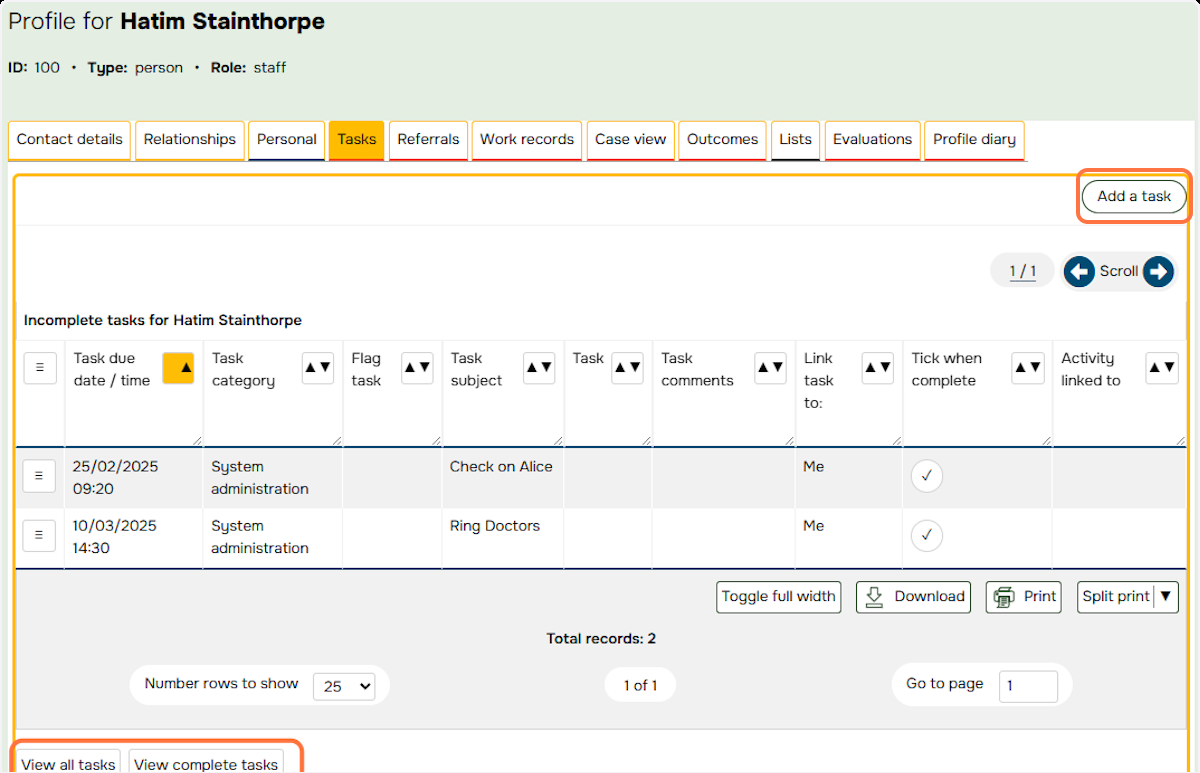 Profile for Hatim Stainthorpe
ID: 100 • Type: person • Role: staff
Contact details Relationships Personal Tasks Referrals Work records Case view Outcomes Lists Evaluations Profile diary
Add a task
1 / 1 Scroll
Incomplete tasks for Hatim Stainthorpe
Task due Task Flag Task Task Task Link Tick when Activity
date / time category task subject comments task complete linked to
to:
25/02/2025 System Check on Alice Me ✓
09:20 administration
10/03/2025 System Ring Doctors Me ✓
14:30 administration
Toggle full width Download Print Split print
Total records: 2
Number rows to show 25 1 of 1 Go to page 1
View all tasks View complete tasks